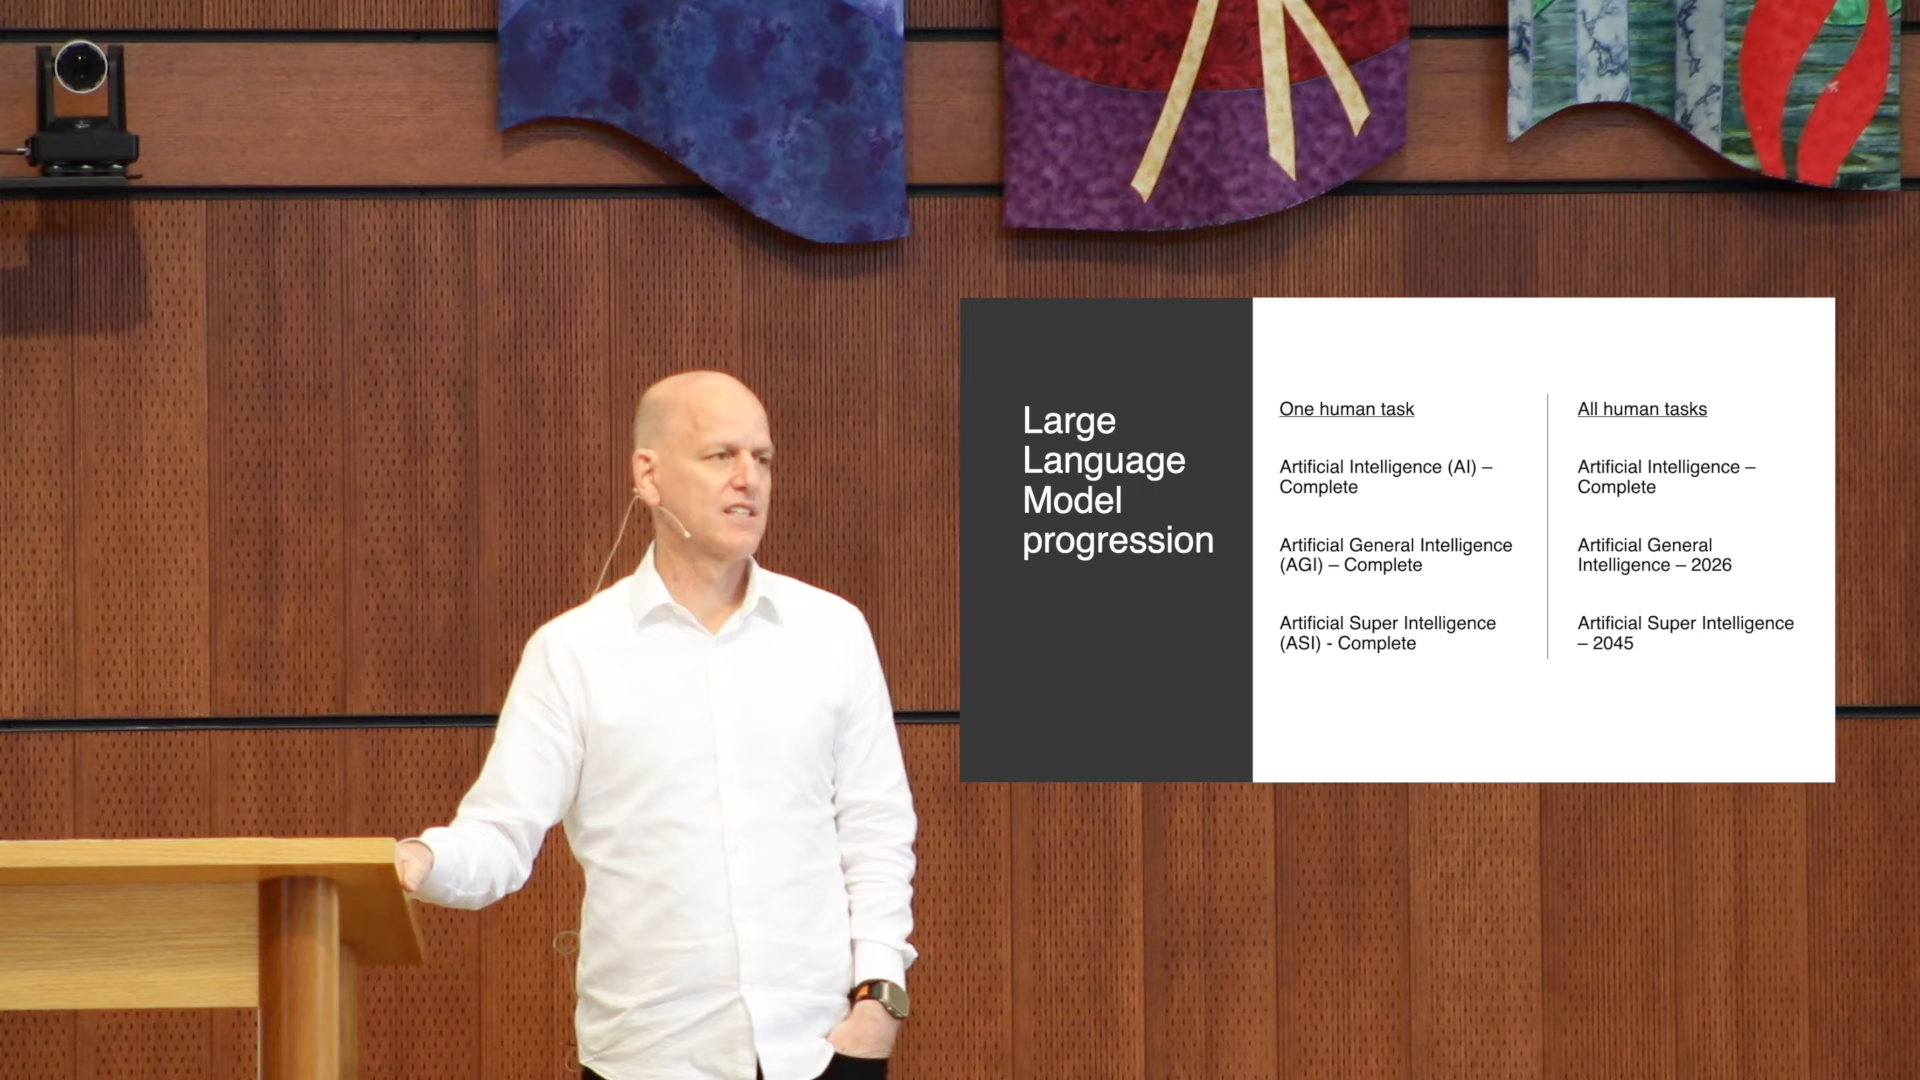 Large
Language
Model
progression
One human task
Artificial Intelligence (AI) –
Complete
Artificial General Intelligence
(AGI) – Complete
Artificial Super Intelligence
(ASI) - Complete
All human tasks
Artificial Intelligence –
Complete
Artificial General
Intelligence – 2026
Artificial Super Intelligence
– 2045